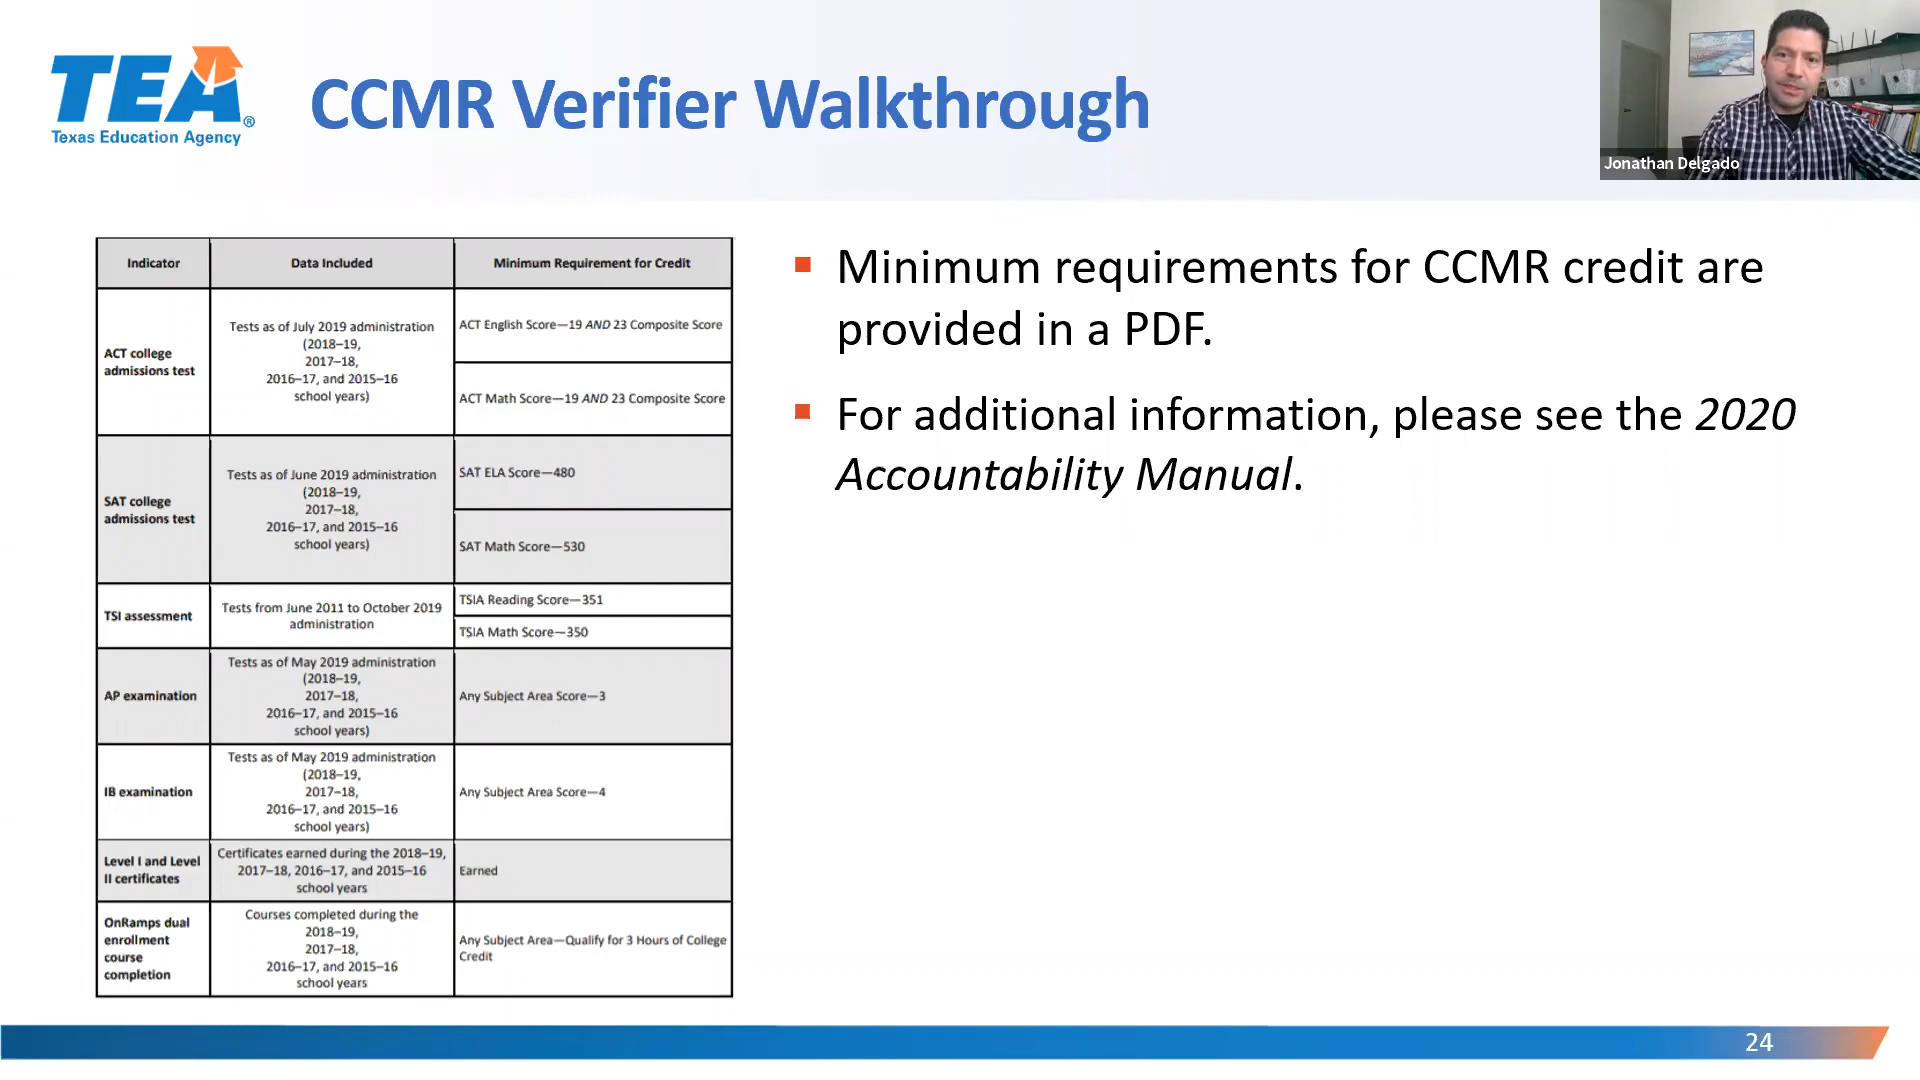 TEA®
Texas Education Agency
CCMR Verifier Walkthrough
Jonathan Delgado
Indicator
Data Included
Minimum Requirement for Credit
ACT college
admissions test
Tests as of July 2019 administration
(2018–19,
2017–18,
2016–17, and 2015–16
school years)
ACT English Score—19 AND 23 Composite Score
ACT Math Score—19 AND 23 Composite Score
SAT college
admissions test
Tests as of June 2019 administration
(2018–19,
2017–18,
2016–17, and 2015–16
school years)
SAT ELA Score—480
SAT Math Score—530
TSI assessment
Tests from June 2011 to October 2019
administration
TSIA Reading Score—351
TSIA Math Score—350
AP examination
Tests as of May 2019 administration
(2018–19,
2017–18,
2016–17, and 2015–16
school years)
Any Subject Area Score—3
IB examination
Tests as of May 2019 administration
(2018–19,
2017–18,
2016–17, and 2015–16
school years)
Any Subject Area Score—4
Level I and Level
II certificates
Certificates earned during the 2018–19,
2017–18, 2016–17, and 2015–16
school years
Earned
OnRamps dual
enrollment
course
completion
Courses completed during the
2018–19,
2017–18,
2016–17, and 2015–16
school years
Any Subject Area—Qualify for 3 Hours of College
Credit
Minimum requirements for CCMR credit are
provided in a PDF.
For additional information, please see the 2020
Accountability Manual.
24